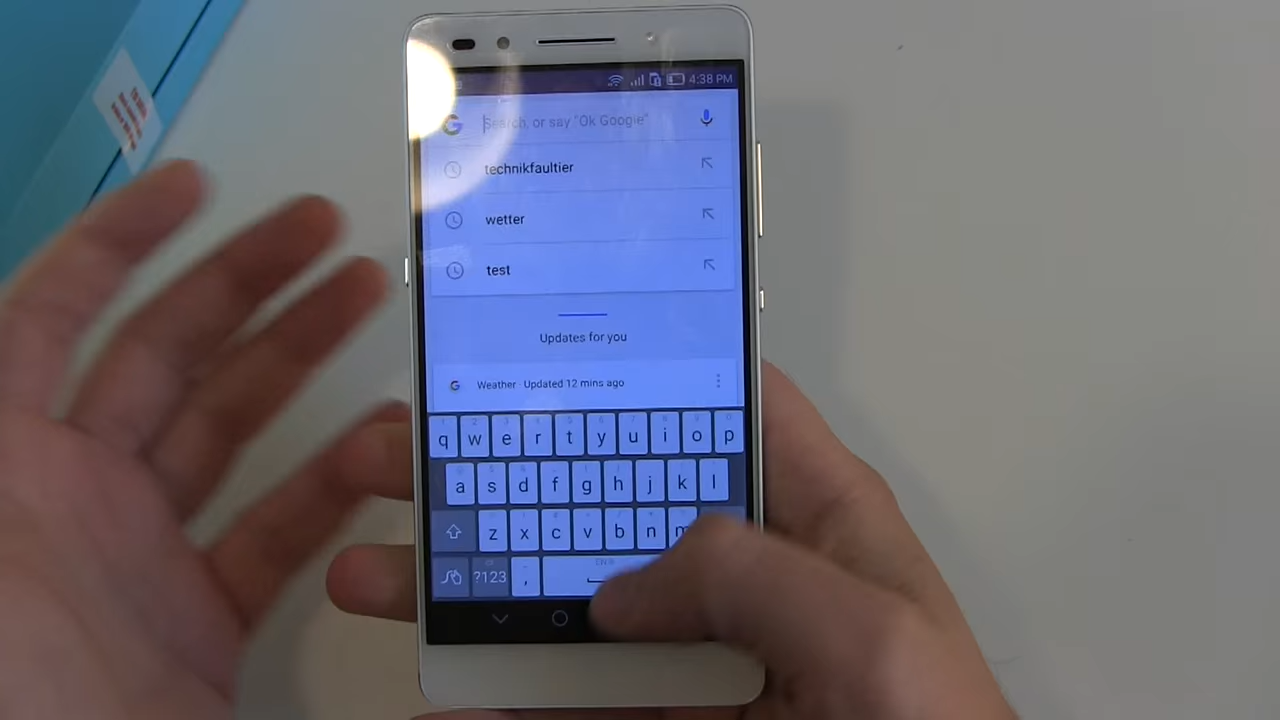 4:38 PM
Search, or say "Ok Google"
technikfaultier
wetter
test
Updates for you
Weather · Updated 12 mins ago
q w e r t y u i o p
a s d f g h j k l
z x c v b n m
?123 ,